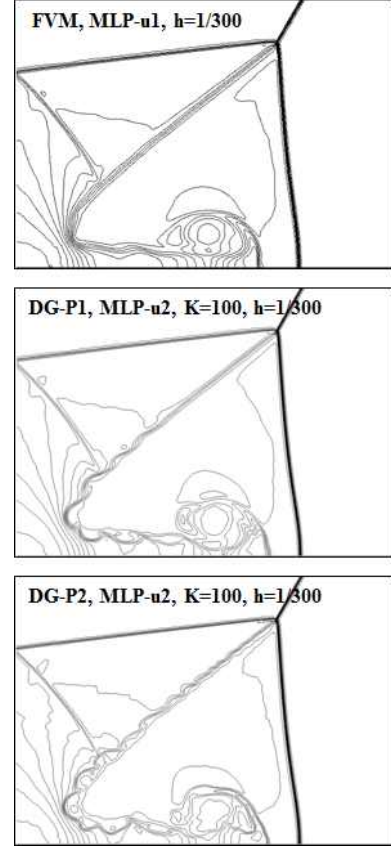 FVM, MLP-u1, h=1/300
DG-P1, MLP-u2, K=100, h=1/300
DG-P2, MLP-u2, K=100, h=1/300